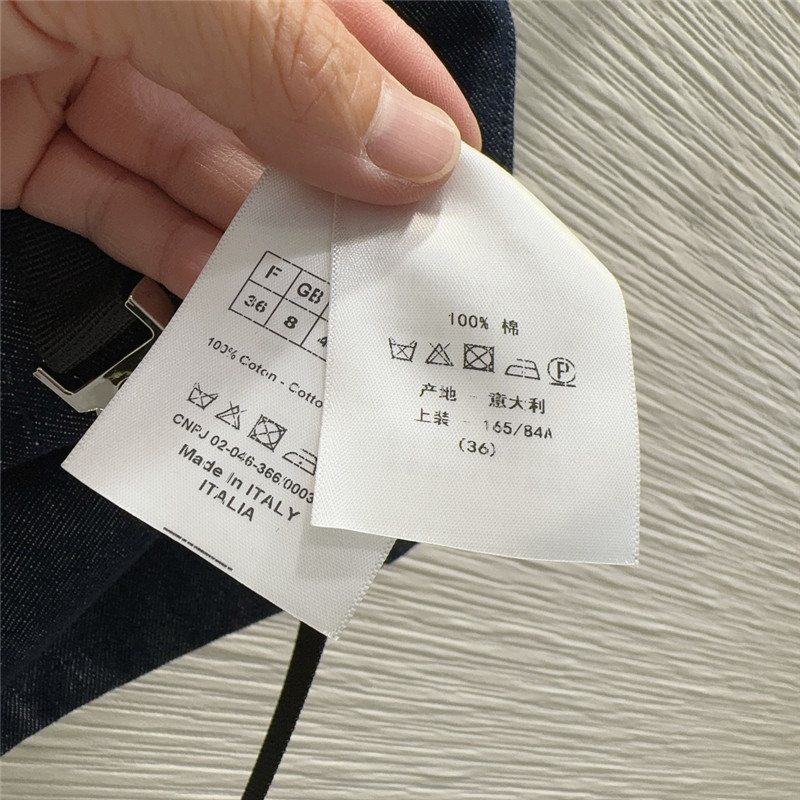 F GB
36 8 4
100% Coton - Cotto
CNPJ 02-046-366/0003
Made in ITALY
ITALIA
100% 棉
P
产地 - 意大利
上装 - 165/84A
(36)